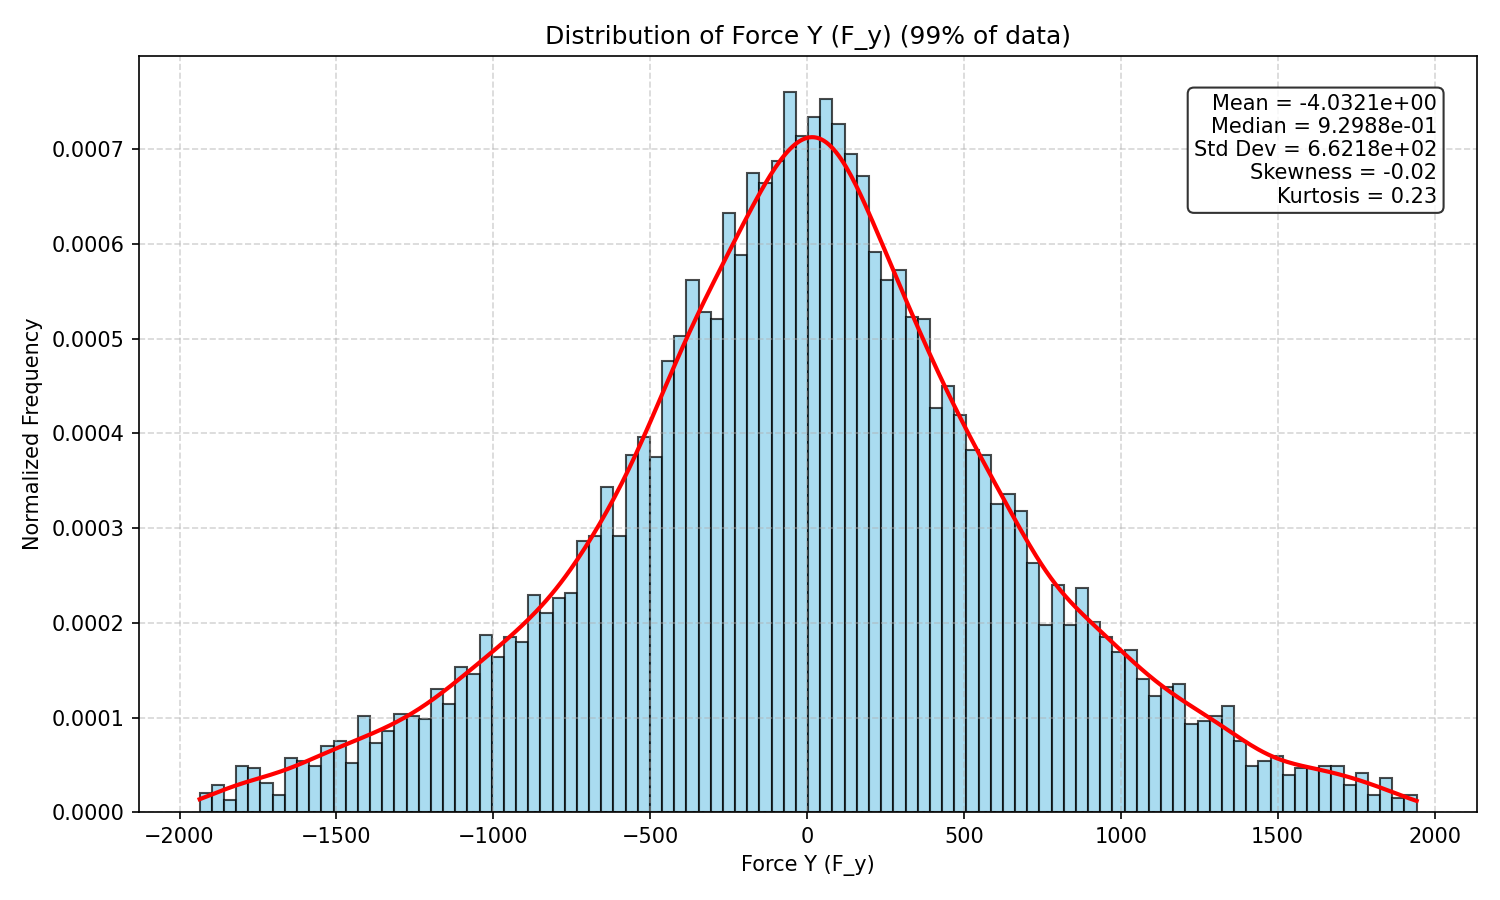 Distribution of Force Y (F_y) (99% of data)
Mean = -4.0321e+00
Median = 9.2988e-01
Std Dev = 6.6218e+02
Skewness = -0.02
Kurtosis = 0.23
Normalized Frequency
0.0007
0.0006
0.0005
0.0004
0.0003
0.0002
0.0001
0.0000
−2000 −1500 −1000 −500 0 500 1000 1500 2000
Force Y (F_y)